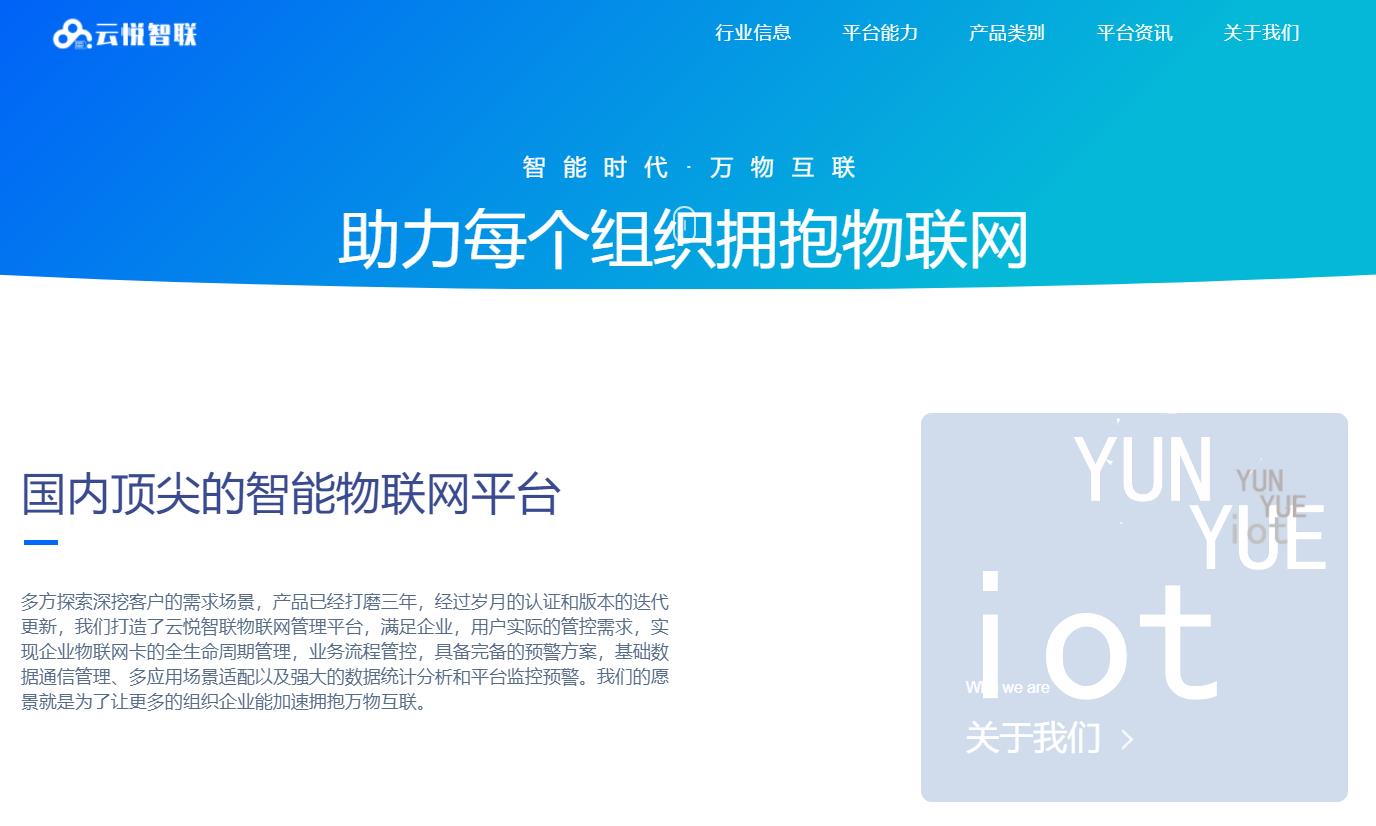 云悦智联
行业信息 平台能力 产品类别 平台资讯 关于我们
智能时代·万物互联
助力每个组织拥抱物联网
国内顶尖的智能物联网平台
多方探索深挖客户的需求场景，产品已经打磨三年，经过岁月的认证和版本的迭代
更新，我们打造了云悦智联物联网管理平台，满足企业，用户实际的管控需求，实
现企业物联网卡的全生命周期管理，业务流程管控，具备完备的预警方案，基础数
据通信管理、多应用场景适配以及强大的数据统计分析和平台监控预警。我们的愿
景就是为了让更多的组织企业能加速拥抱万物互联。
YUN
YUE
iot
YUN
YUE
iot
Who we are
关于我们